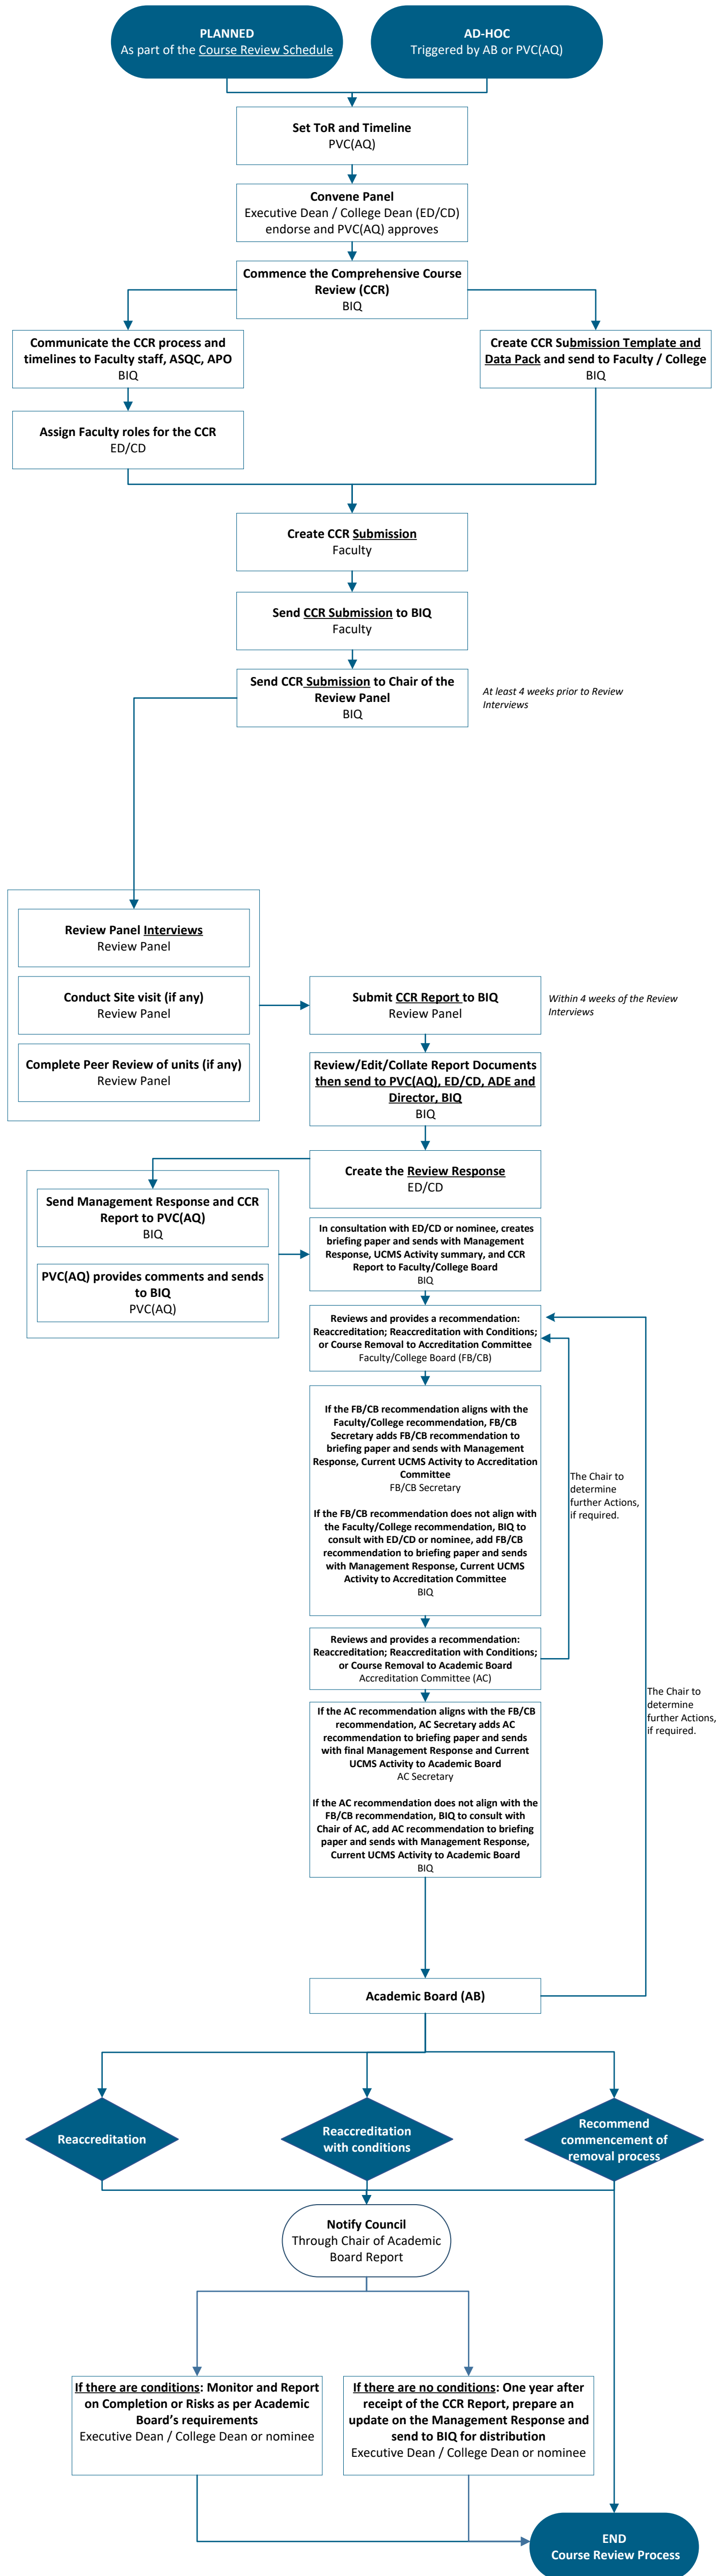 PLANNED
As part of the Course Review Schedule
AD-HOC
Triggered by AB or PVC(AQ)
Set ToR and Timeline
PVC(AQ)
Convene Panel
Executive Dean / College Dean (ED/CD)
endorse and PVC(AQ) approves
Commence the Comprehensive Course
Review (CCR)
BIQ
Communicate the CCR process and
timelines to Faculty staff, ASQC, APO
BIQ
Create CCR Submission Template and
Data Pack and send to Faculty / College
BIQ
Assign Faculty roles for the CCR
ED/CD
Create CCR Submission
Faculty
Send CCR Submission to BIQ
Faculty
Send CCR Submission to Chair of the
Review Panel
BIQ
At least 4 weeks prior to Review
Interviews
Review Panel Interviews
Review Panel
Conduct Site visit (if any)
Review Panel
Complete Peer Review of units (if any)
Review Panel
Submit CCR Report to BIQ
Review Panel
Within 4 weeks of the Review
Interviews
Review/Edit/Collate Report Documents
then send to PVC(AQ), ED/CD, ADE and
Director, BIQ
BIQ
Create the Review Response
ED/CD
Send Management Response and CCR
Report to PVC(AQ)
BIQ
PVC(AQ) provides comments and sends
to BIQ
PVC(AQ)
In consultation with ED/CD or nominee, creates
briefing paper and sends with Management
Response, UCMS Activity summary, and CCR
Report to Faculty/College Board
BIQ
Reviews and provides a recommendation:
Reaccreditation; Reaccreditation with Conditions;
or Course Removal to Accreditation Committee
Faculty/College Board (FB/CB)
If the FB/CB recommendation aligns with the
Faculty/College recommendation, FB/CB
Secretary adds FB/CB recommendation to
briefing paper and sends with Management
Response, Current UCMS Activity to Accreditation
Committee
FB/CB Secretary
If the FB/CB recommendation does not align with
the Faculty/College recommendation, BIQ to
consult with ED/CD or nominee, add FB/CB
recommendation to briefing paper and sends
with Management Response, Current UCMS
Activity to Accreditation Committee
BIQ
The Chair to
determine
further Actions,
if required.
Reviews and provides a recommendation:
Reaccreditation; Reaccreditation with Conditions;
or Course Removal to Academic Board
Accreditation Committee (AC)
The Chair to
determine
further Actions,
if required.
If the AC recommendation aligns with the FB/CB
recommendation, AC Secretary adds AC
recommendation to briefing paper and sends
with final Management Response and Current
UCMS Activity to Academic Board
AC Secretary
If the AC recommendation does not align with the
FB/CB recommendation, BIQ to consult with
Chair of AC, add AC recommendation to briefing
paper and sends with Management Response,
Current UCMS Activity to Academic Board
BIQ
Academic Board (AB)
Reaccreditation
Reaccreditation
with conditions
Recommend
commencement of
removal process
Notify Council
Through Chair of Academic
Board Report
If there are conditions: Monitor and Report
on Completion or Risks as per Academic
Board's requirements
Executive Dean / College Dean or nominee
If there are no conditions: One year after
receipt of the CCR Report, prepare an
update on the Management Response and
send to BIQ for distribution
Executive Dean / College Dean or nominee
END
Course Review Process